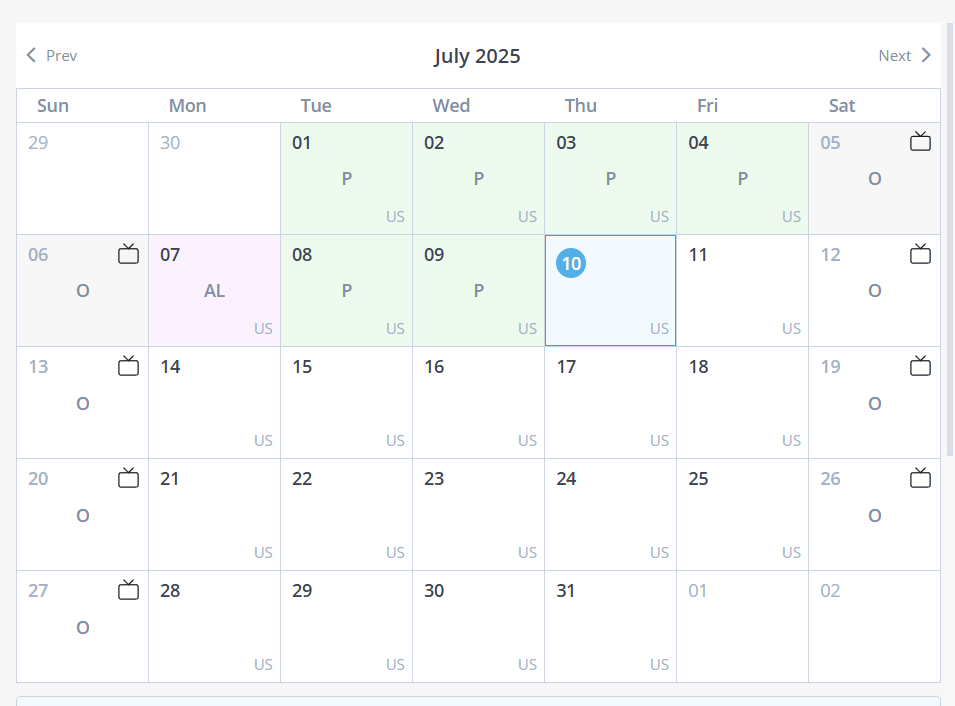 Prev July 2025 Next
Sun Mon Tue Wed Thu Fri Sat
29 30 01 02 03 04 05
P P P P O
US US US US
06 07 08 09 10 11 12
O AL P P O
US US US US US
13 14 15 16 17 18 19
O O
US US US US US
20 21 22 23 24 25 26
O O
US US US US US
27 28 29 30 31 01 02
O
US US US US